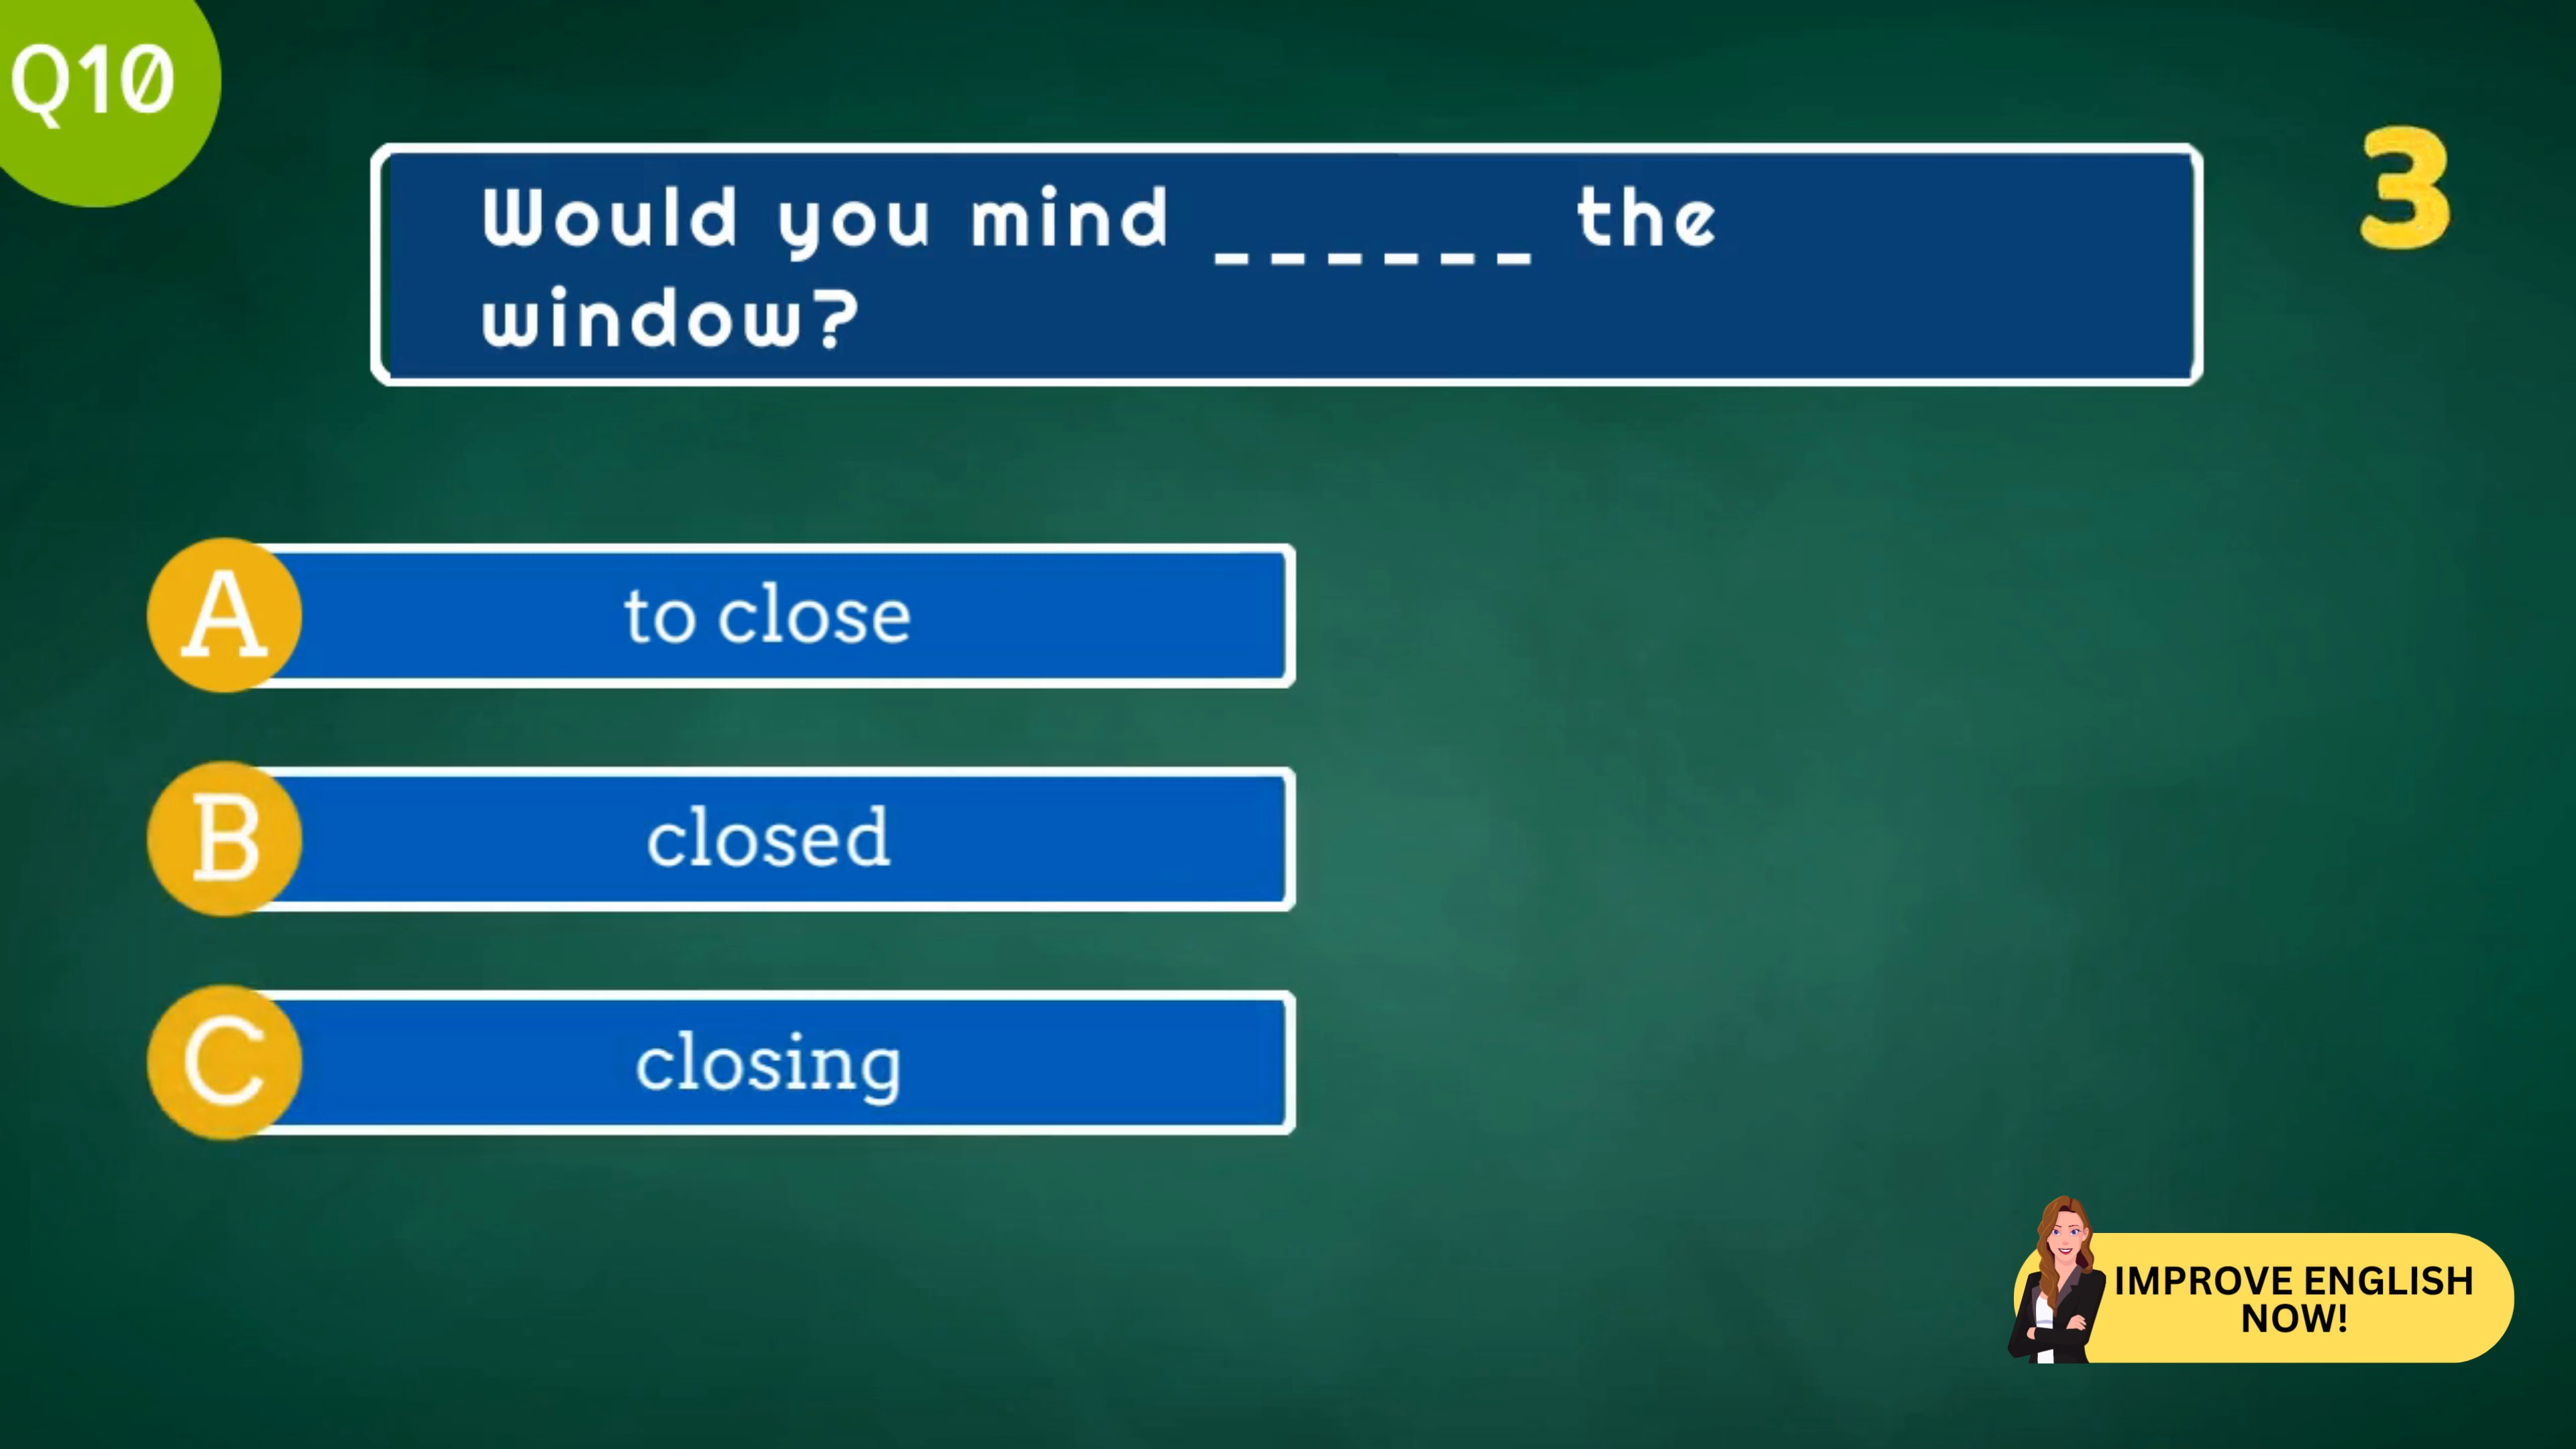 Q10
3
Would you mind ______ the
window?
A to close
B closed
C closing
IMPROVE ENGLISH
NOW!